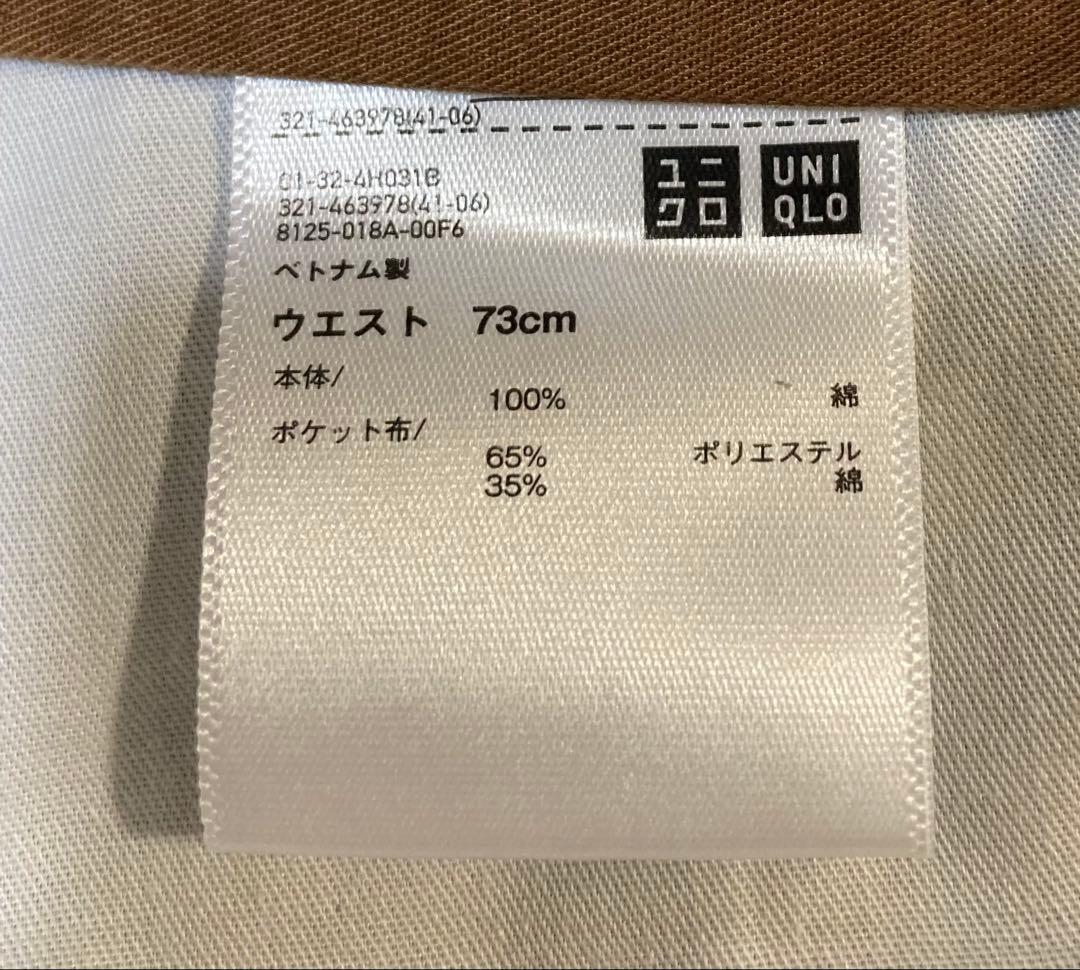 321-463978(41-06)
01-32-4H031B
321-463978(41-06)
8125-018A-00F6
ユニクロ
UNIQLO
ベトナム製
ウエスト 73cm
本体/
100% 綿
ポケット布/
65% ポリエステル
35% 綿